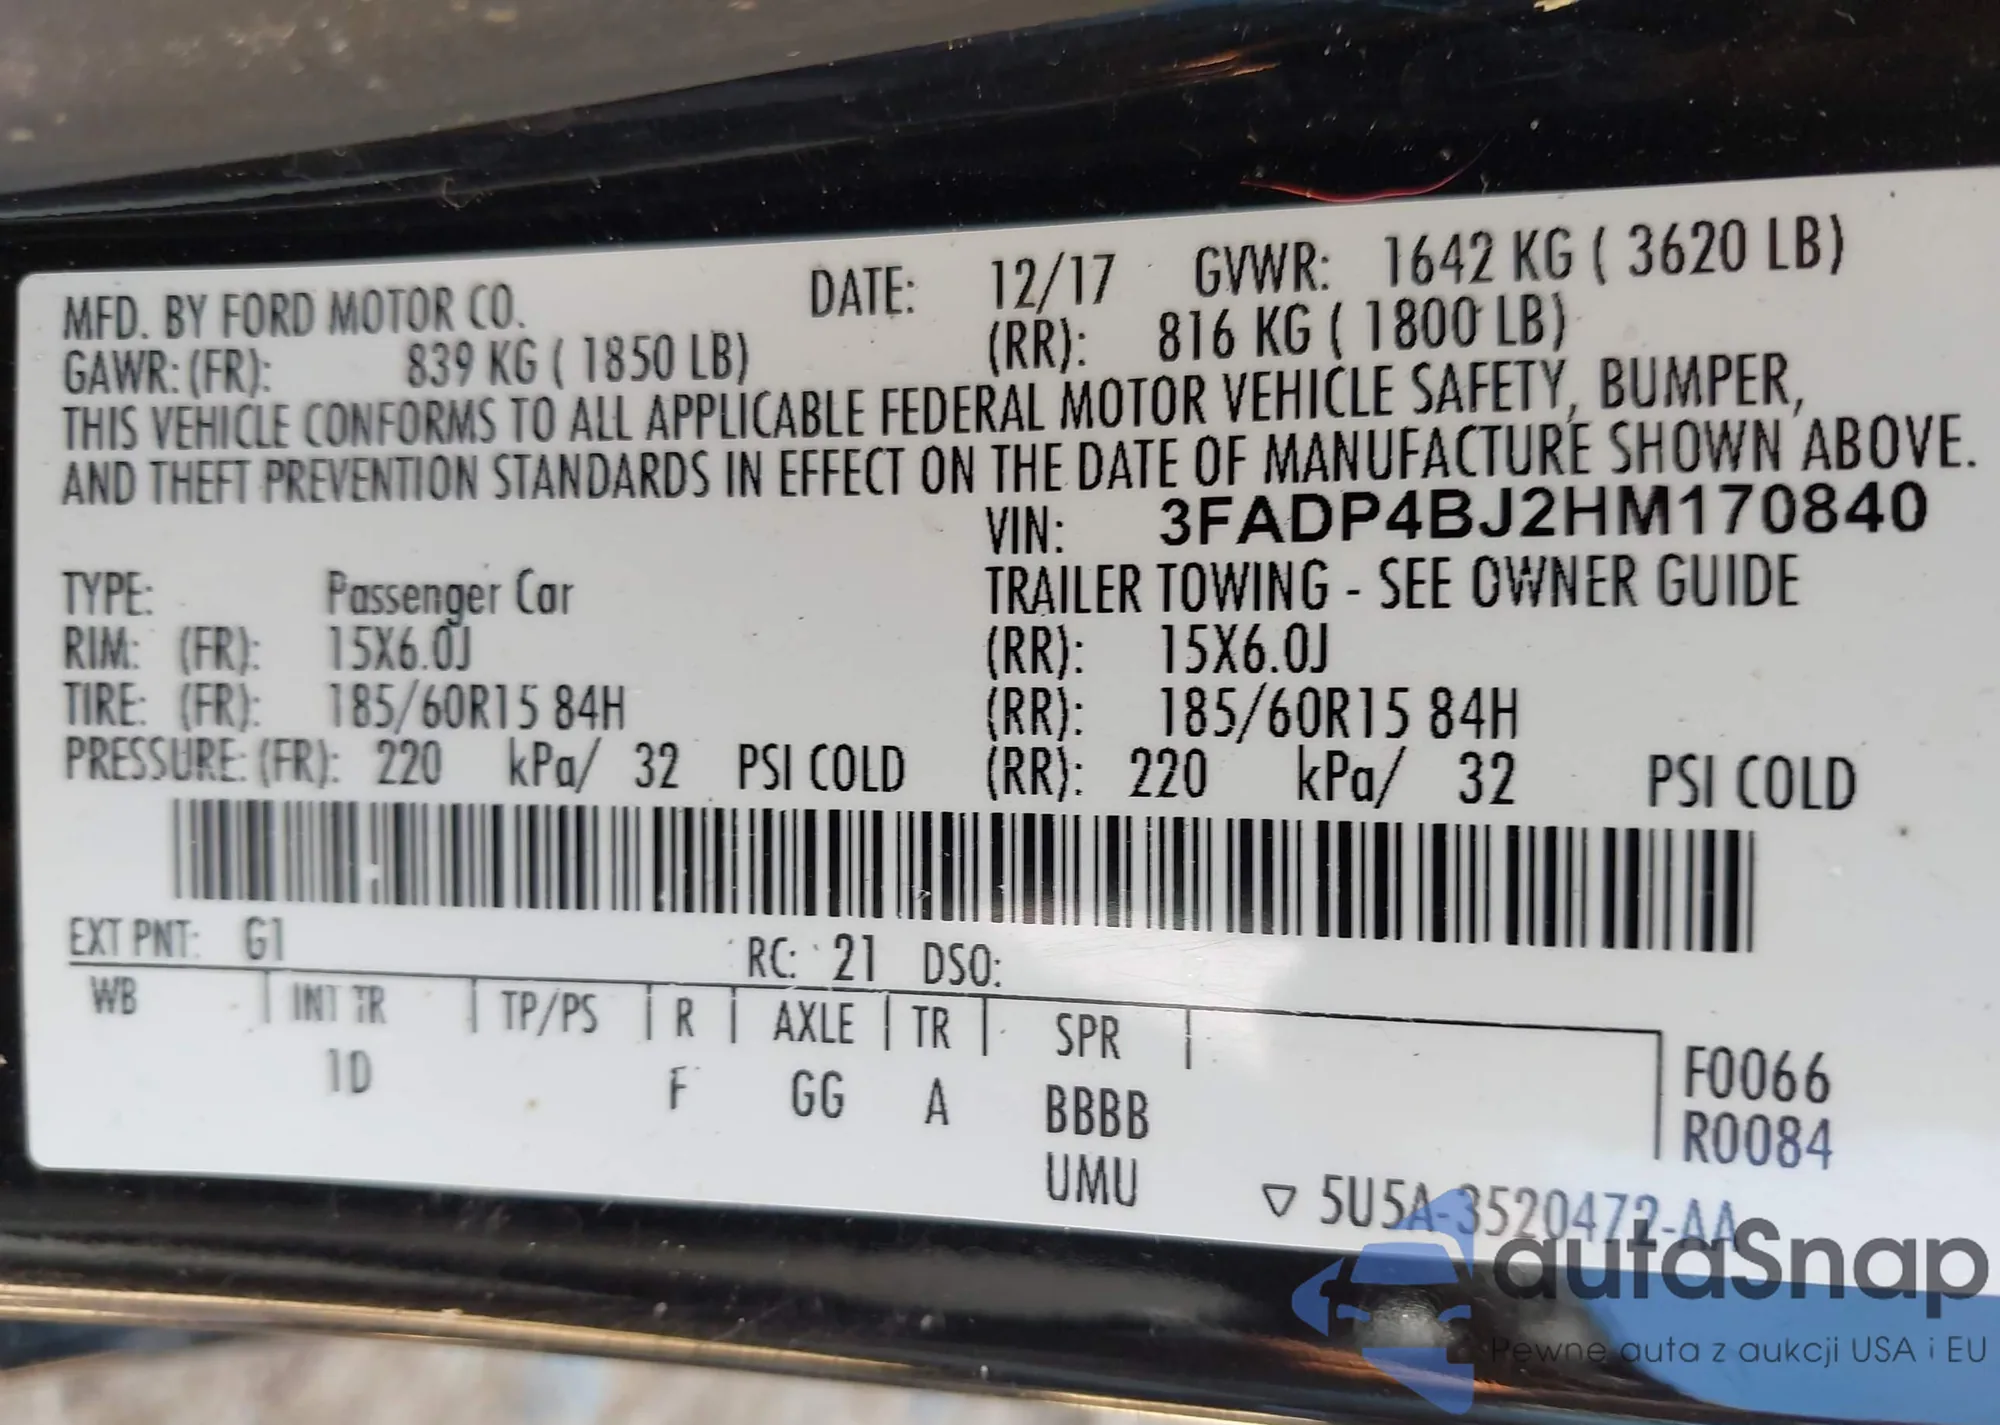 MFD. BY FORD MOTOR CO. DATE: 12/17 GVWR: 1642 KG ( 3620 LB)
GAWR: (FR): 839 KG ( 1850 LB) (RR): 816 KG ( 1800 LB)
THIS VEHICLE CONFORMS TO ALL APPLICABLE FEDERAL MOTOR VEHICLE SAFETY, BUMPER,
AND THEFT PREVENTION STANDARDS IN EFFECT ON THE DATE OF MANUFACTURE SHOWN ABOVE.
VIN: 3FADP4BJ2HM170840
TYPE: Passenger Car TRAILER TOWING - SEE OWNER GUIDE
RIM: (FR): 15X6.0J (RR): 15X6.0J
TIRE: (FR): 185/60R15 84H (RR): 185/60R15 84H
PRESSURE: (FR): 220 kPa/ 32 PSI COLD (RR): 220 kPa/ 32 PSI COLD
EXT PNT: G1 RC: 21 DSO:
WB INT TR TP/PS R AXLE TR SPR
1D F GG A BBBB
UMU
F0066
R0084
▽ 5U5A-3520472-AA
autaSnap
Pewne auta z aukcji USA i EU